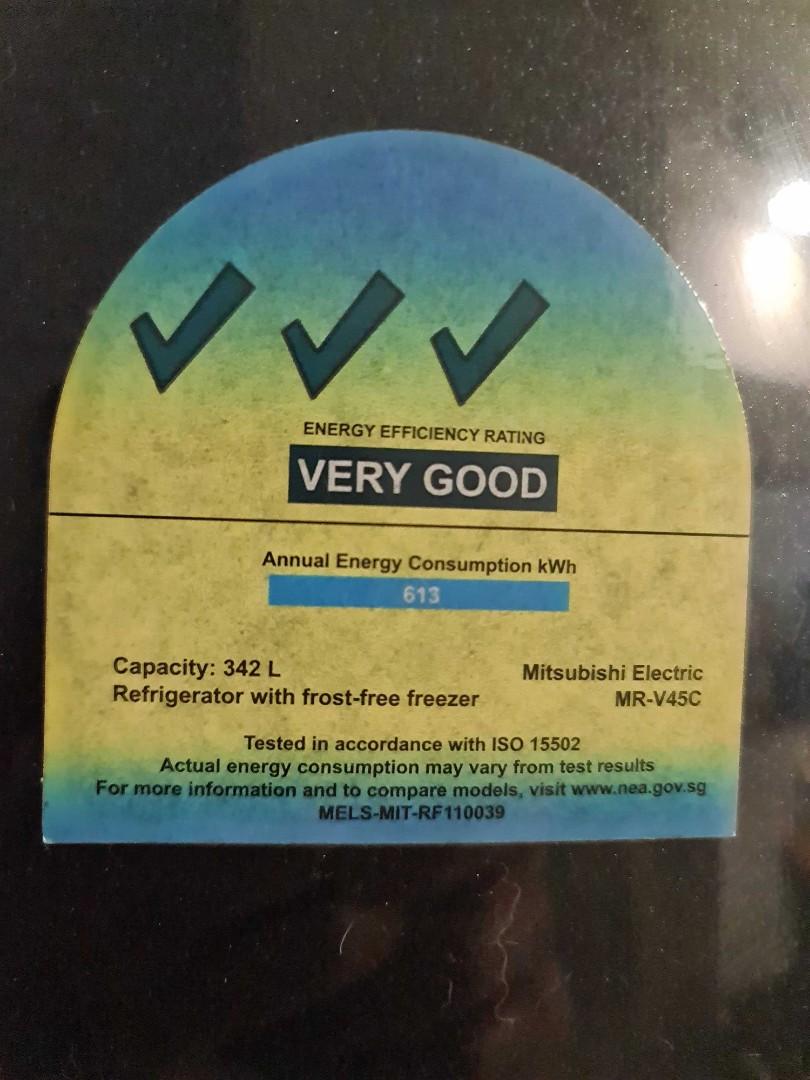 ENERGY EFFICIENCY RATING
VERY GOOD
Annual Energy Consumption kWh
613
Capacity: 342 L
Refrigerator with frost-free freezer
Mitsubishi Electric
MR-V45C
Tested in accordance with ISO 15502
Actual energy consumption may vary from test results
For more information and to compare models, visit www.nea.gov.sg
MELS-MIT-RF110039